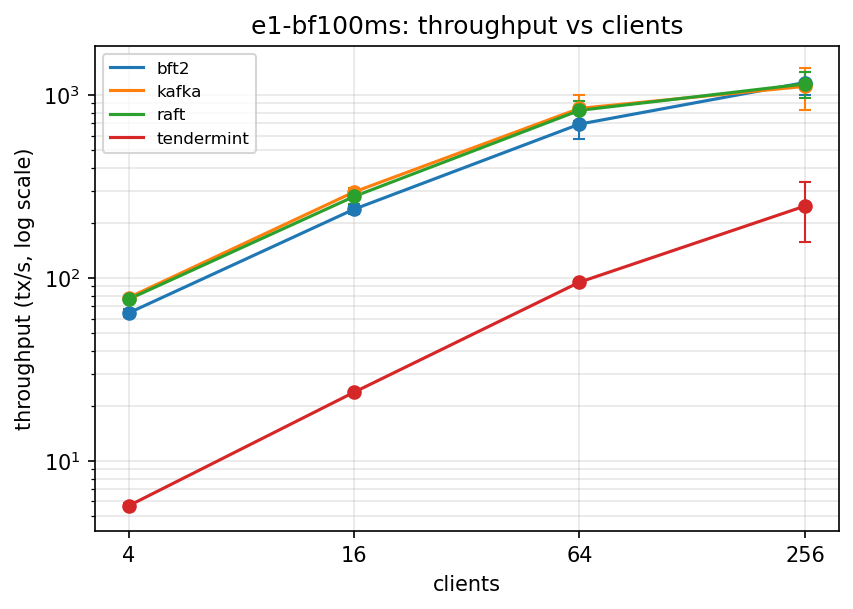 e1-bf100ms: throughput vs clients
throughput (tx/s, log scale)
10³
10²
10¹
bft2
kafka
raft
tendermint
4 16 64 256
clients